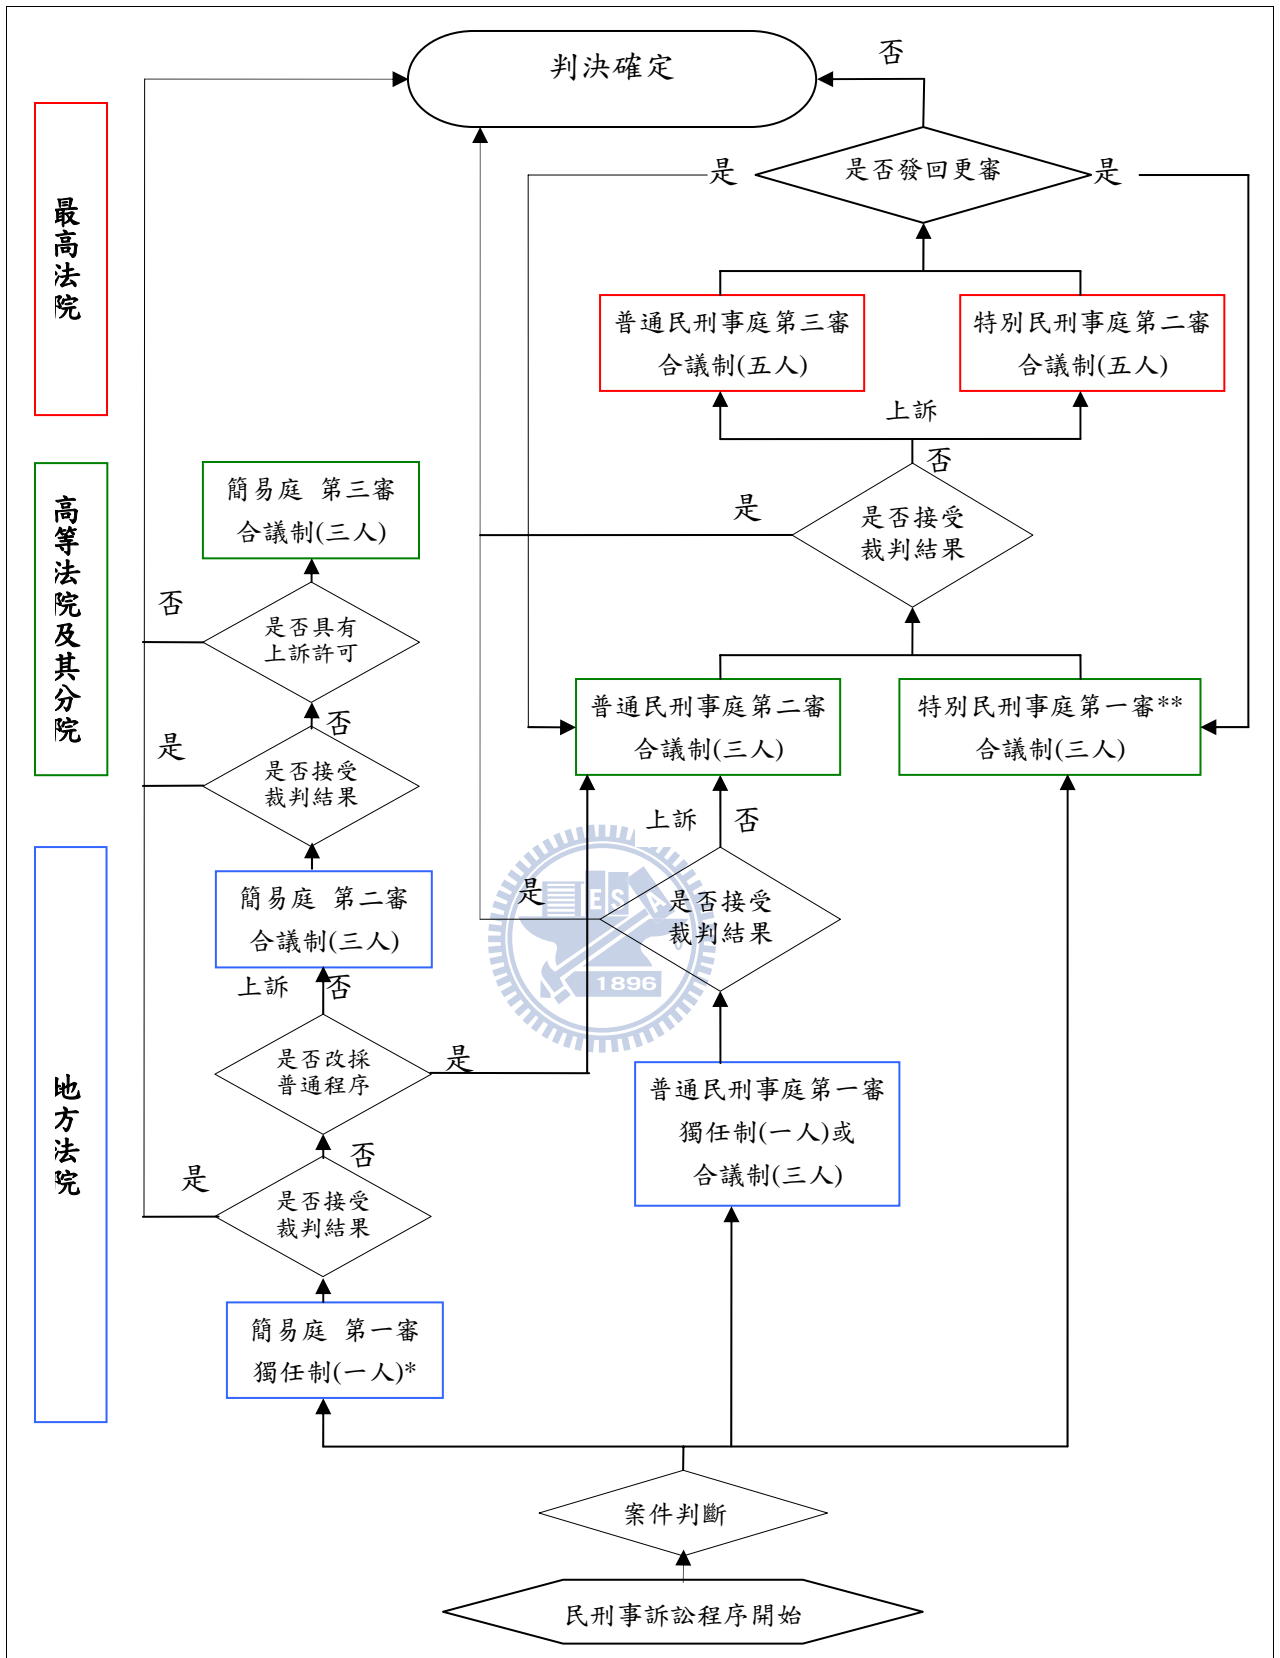 判決確定
否
是
是否發回更審
是
最高法院
普通民刑事庭第三審
合議制(五人)
特別民刑事庭第二審
合議制(五人)
上訴
否
高等法院及其分院
簡易庭 第三審
合議制(三人)
是
是否接受
裁判結果
否
是否具有
上訴許可
普通民刑事庭第二審
合議制(三人)
特別民刑事庭第一審**
合議制(三人)
否
是
是否接受
裁判結果
上訴
否
地方法院
簡易庭 第二審
合議制(三人)
是
是否接受
裁判結果
ESA
1896
上訴
否
是否改採
普通程序
是
普通民刑事庭第一審
獨任制(一人)或
合議制(三人)
否
是
是否接受
裁判結果
簡易庭 第一審
獨任制(一人)*
案件判斷
民刑事訴訟程序開始